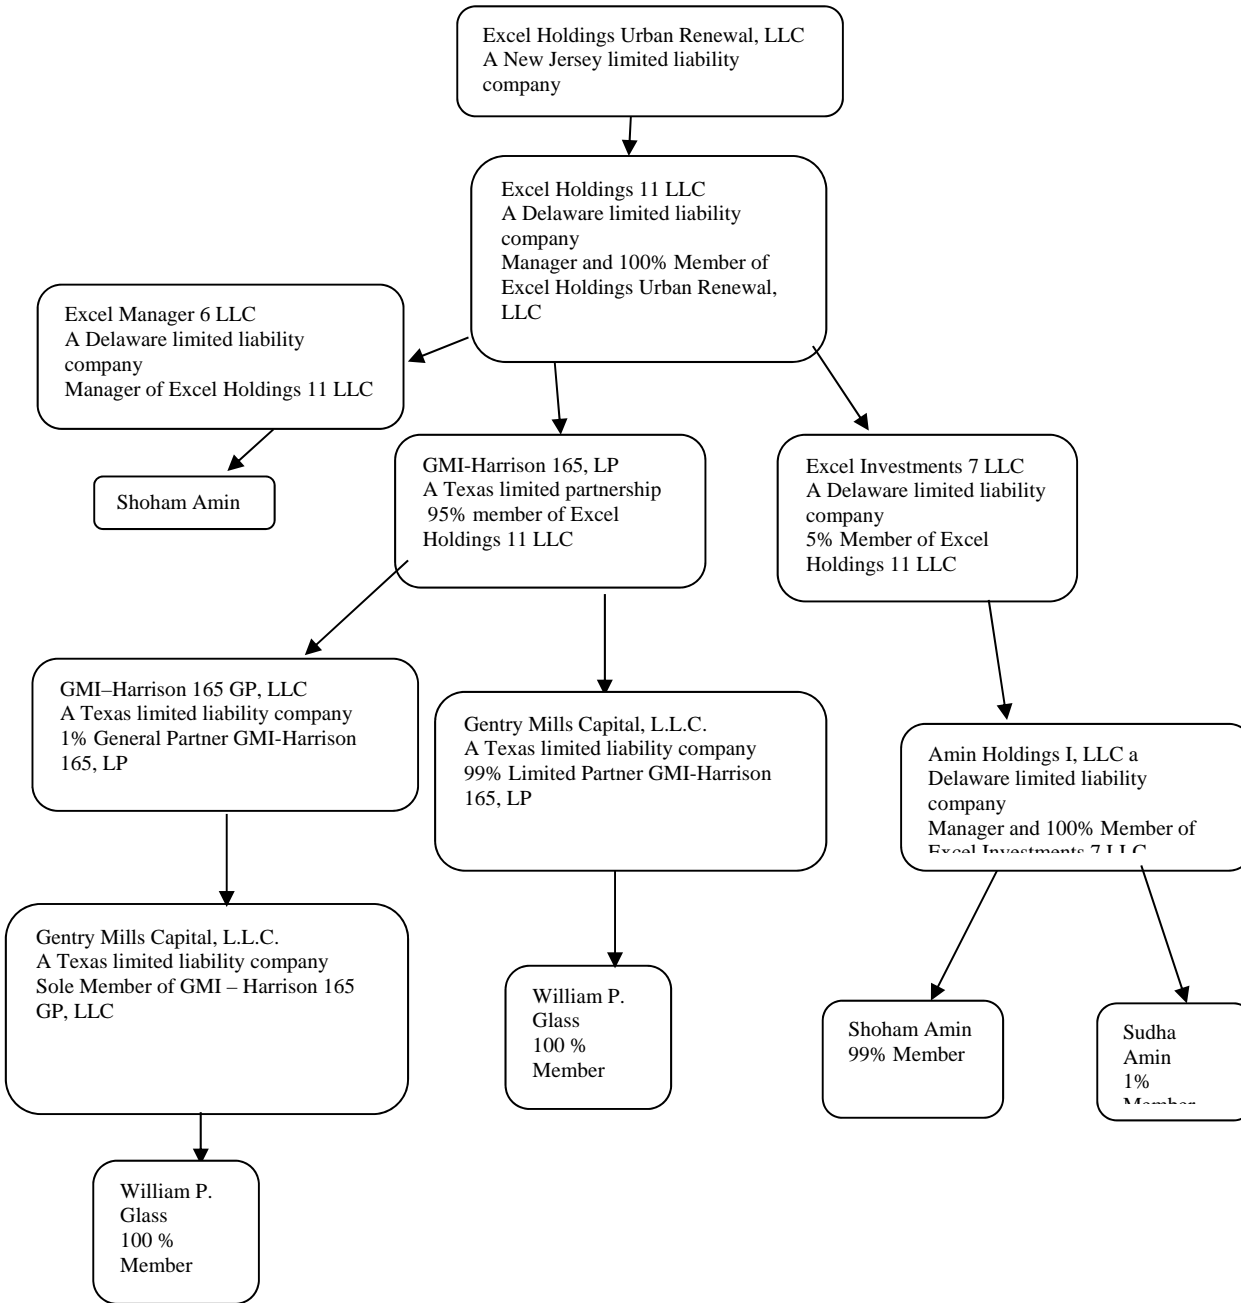 Excel Holdings Urban Renewal, LLC
A New Jersey limited liability
company
Excel Holdings 11 LLC
A Delaware limited liability
company
Manager and 100% Member of
Excel Holdings Urban Renewal,
LLC
Excel Manager 6 LLC
A Delaware limited liability
company
Manager of Excel Holdings 11 LLC
Shoham Amin
GMI-Harrison 165, LP
A Texas limited partnership
95% member of Excel
Holdings 11 LLC
Excel Investments 7 LLC
A Delaware limited liability
company
5% Member of Excel
Holdings 11 LLC
GMI–Harrison 165 GP, LLC
A Texas limited liability company
1% General Partner GMI-Harrison
165, LP
Gentry Mills Capital, L.L.C.
A Texas limited liability company
99% Limited Partner GMI-Harrison
165, LP
Amin Holdings I, LLC a
Delaware limited liability
company
Manager and 100% Member of
Excel Investments 7 LLC
Gentry Mills Capital, L.L.C.
A Texas limited liability company
Sole Member of GMI – Harrison 165
GP, LLC
William P.
Glass
100 %
Member
Shoham Amin
99% Member
Sudha
Amin
1%
Member
William P.
Glass
100 %
Member